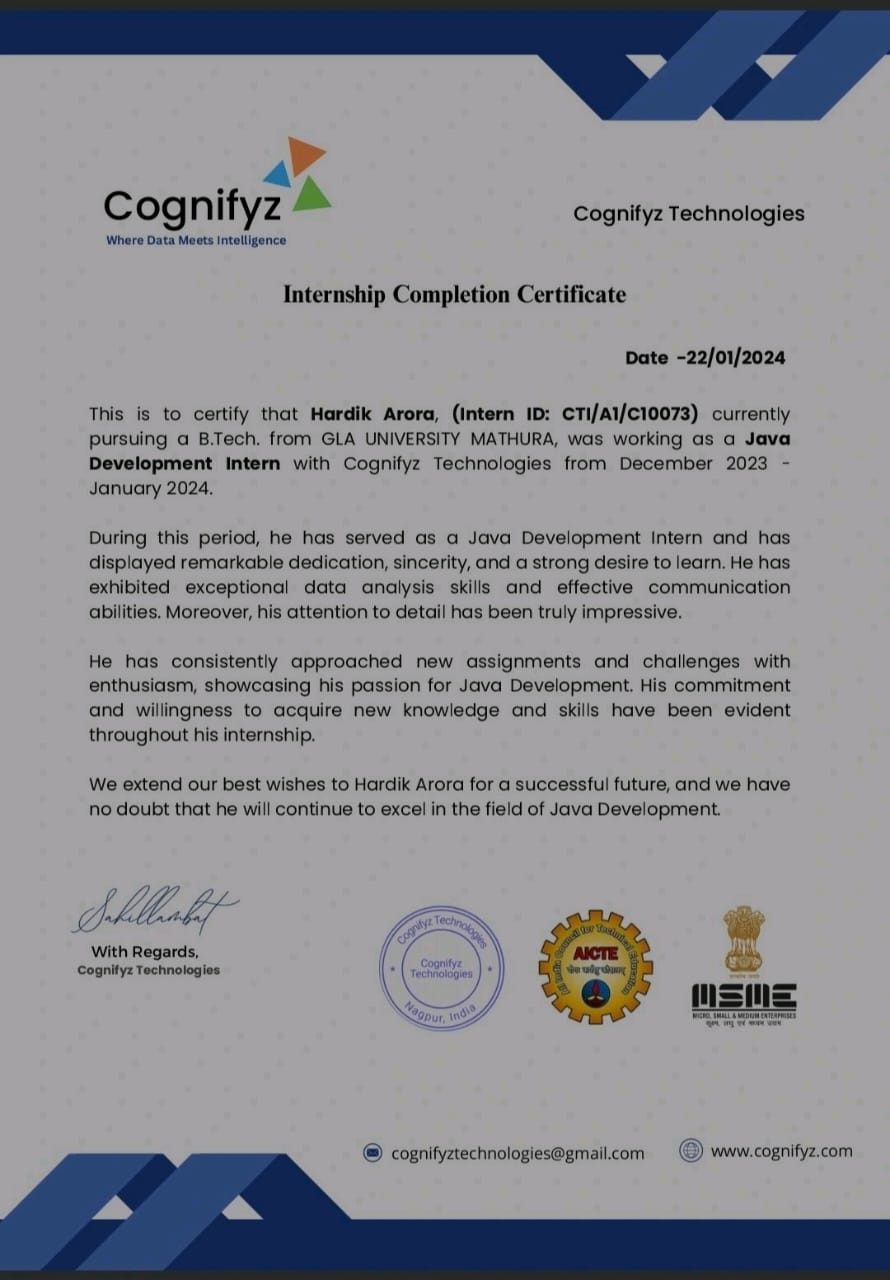 Cognifyz
Where Data Meets Intelligence
Cognifyz Technologies
Internship Completion Certificate
Date -22/01/2024
This is to certify that Hardik Arora, (Intern ID: CTI/A1/C10073) currently
pursuing a B.Tech. from GLA UNIVERSITY MATHURA, was working as a Java
Development Intern with Cognifyz Technologies from December 2023 -
January 2024.
During this period, he has served as a Java Development Intern and has
displayed remarkable dedication, sincerity, and a strong desire to learn. He has
exhibited exceptional data analysis skills and effective communication
abilities. Moreover, his attention to detail has been truly impressive.
He has consistently approached new assignments and challenges with
enthusiasm, showcasing his passion for Java Development. His commitment
and willingness to acquire new knowledge and skills have been evident
throughout his internship.
We extend our best wishes to Hardik Arora for a successful future, and we have
no doubt that he will continue to excel in the field of Java Development.
With Regards,
Cognifyz Technologies
Cognifyz Technologies
Cognifyz
Technologies
Nagpur, India
All India Council for Technical Education
AICTE
MSME
MICRO, SMALL & MEDIUM ENTERPRISES
सूक्ष्म, लघु एवं मध्यम उद्यम
cognifyztechnologies@gmail.com
www.cognifyz.com